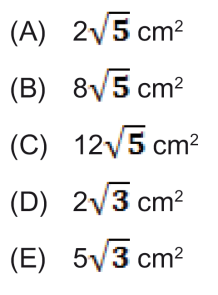 (A) 2√5 cm²
(B) 8√5 cm²
(C) 12√5 cm²
(D) 2√3 cm²
(E) 5√3 cm²